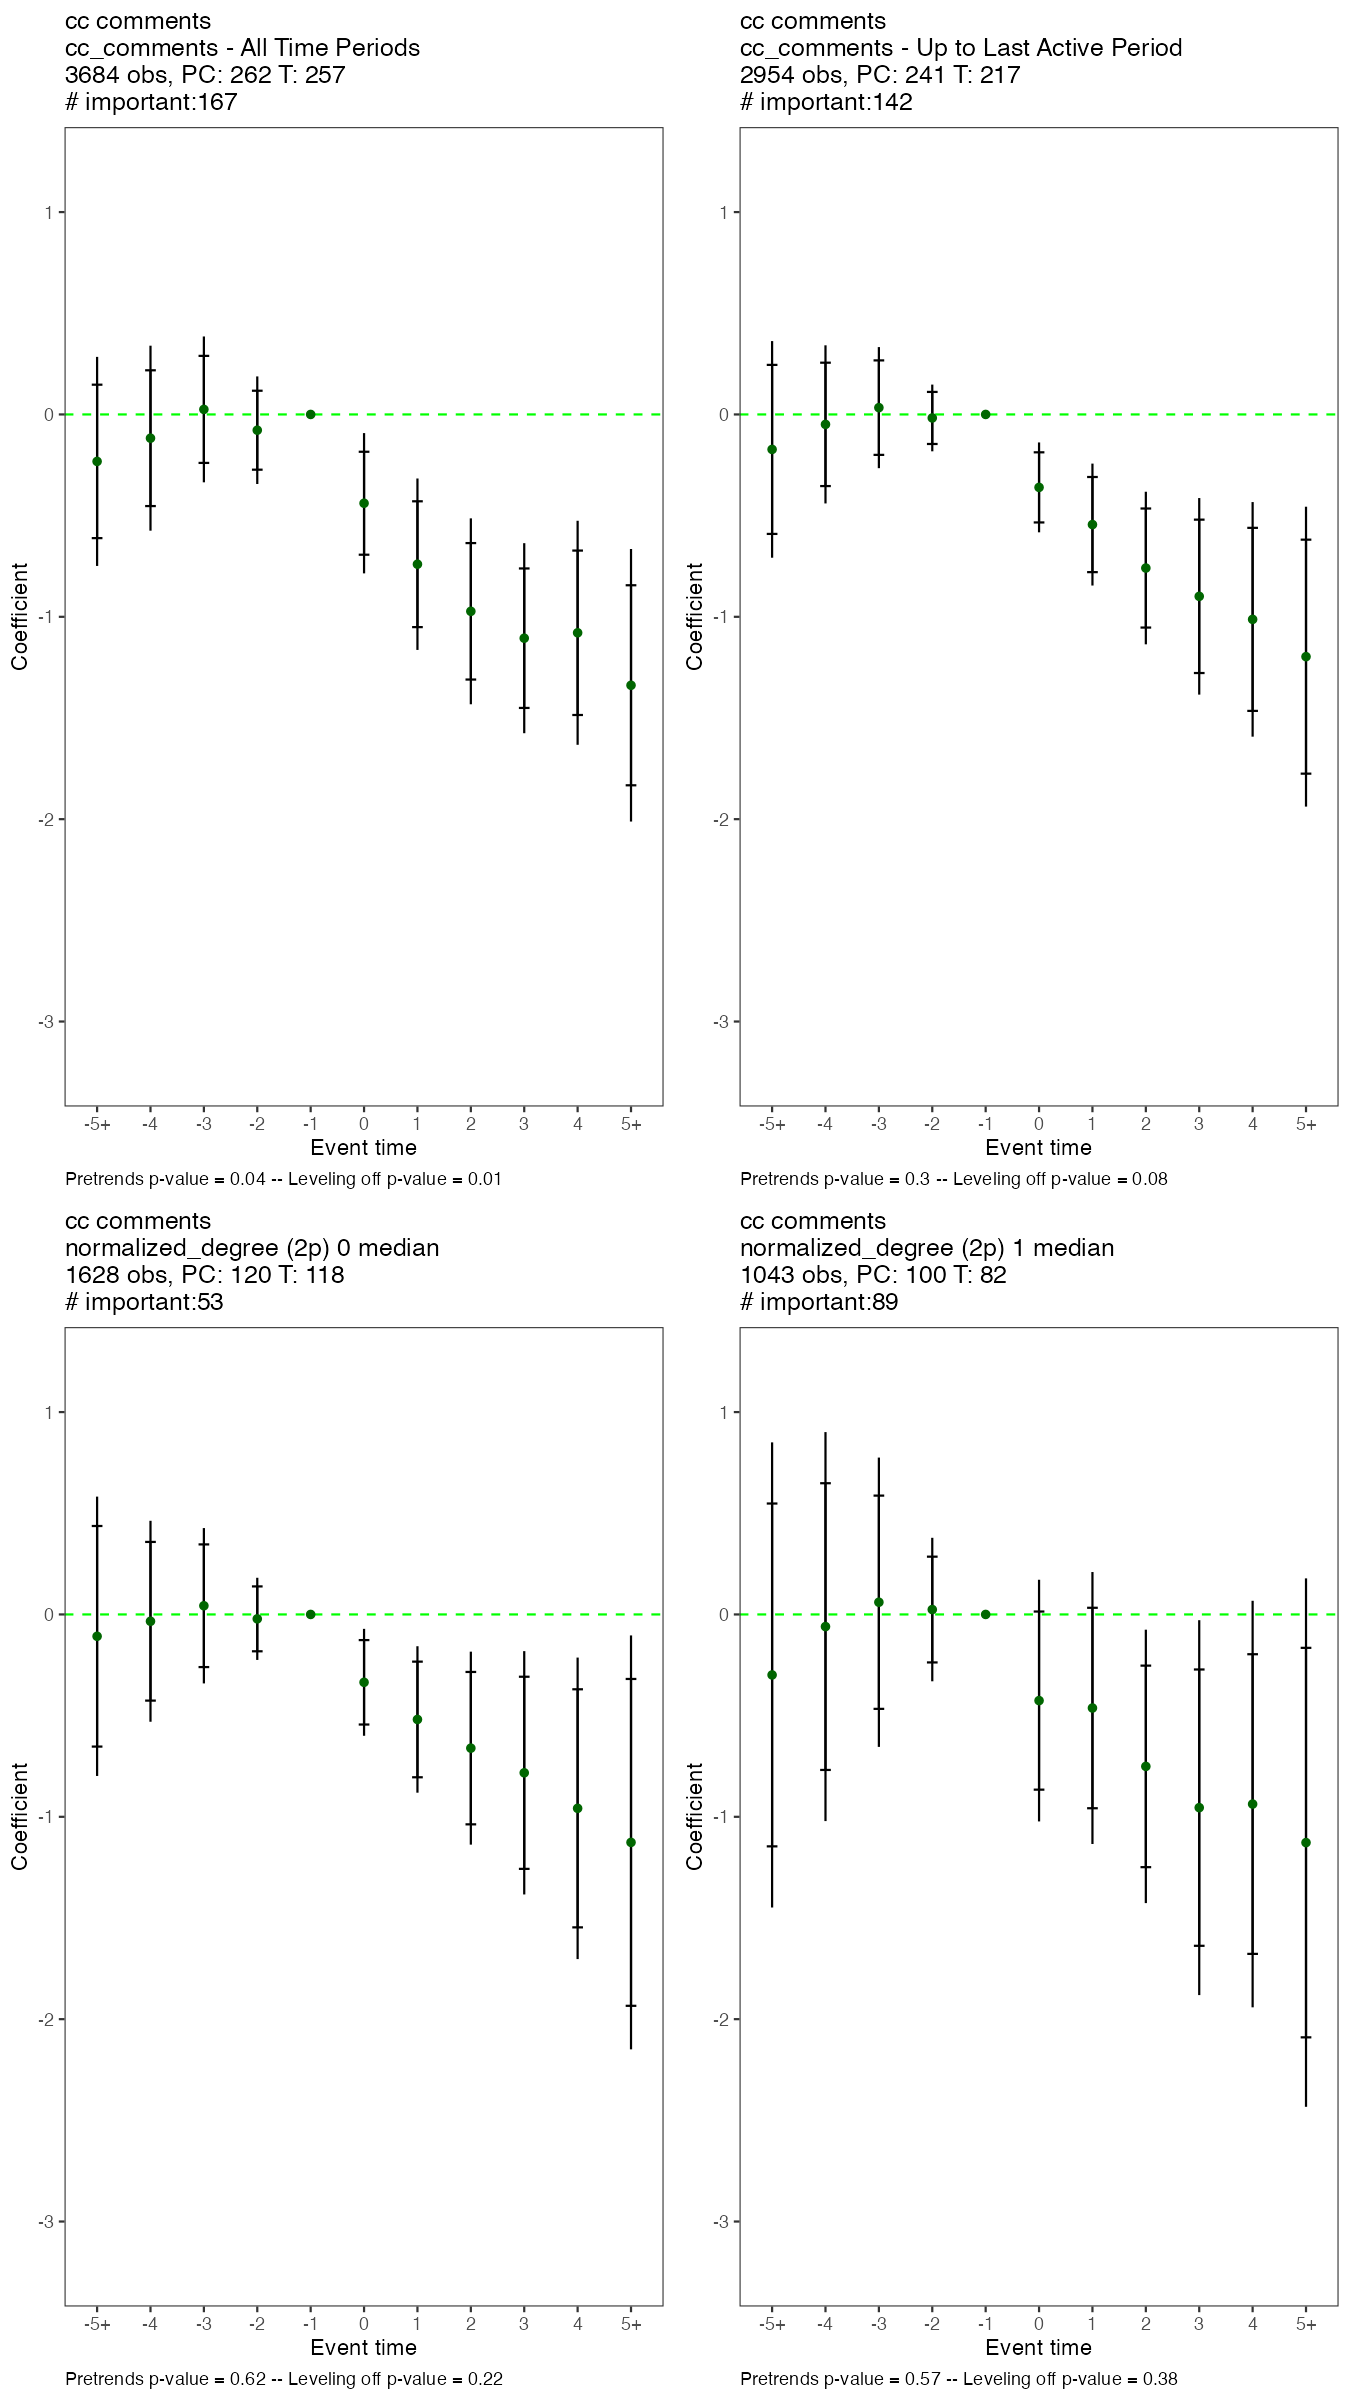 cc comments
cc_comments - All Time Periods
3684 obs, PC: 262 T: 257
# important:167
1
0
-1
-2
-3
Coefficient
-5+ -4 -3 -2 -1 0 1 2 3 4 5+
Event time
Pretrends p-value = 0.04 -- Leveling off p-value = 0.01
cc comments
cc_comments - Up to Last Active Period
2954 obs, PC: 241 T: 217
# important:142
1
0
-1
-2
-3
Coefficient
-5+ -4 -3 -2 -1 0 1 2 3 4 5+
Event time
Pretrends p-value = 0.3 -- Leveling off p-value = 0.08
cc comments
normalized_degree (2p) 0 median
1628 obs, PC: 120 T: 118
# important:53
1
0
-1
-2
-3
Coefficient
-5+ -4 -3 -2 -1 0 1 2 3 4 5+
Event time
Pretrends p-value = 0.62 -- Leveling off p-value = 0.22
cc comments
normalized_degree (2p) 1 median
1043 obs, PC: 100 T: 82
# important:89
1
0
-1
-2
-3
Coefficient
-5+ -4 -3 -2 -1 0 1 2 3 4 5+
Event time
Pretrends p-value = 0.57 -- Leveling off p-value = 0.38